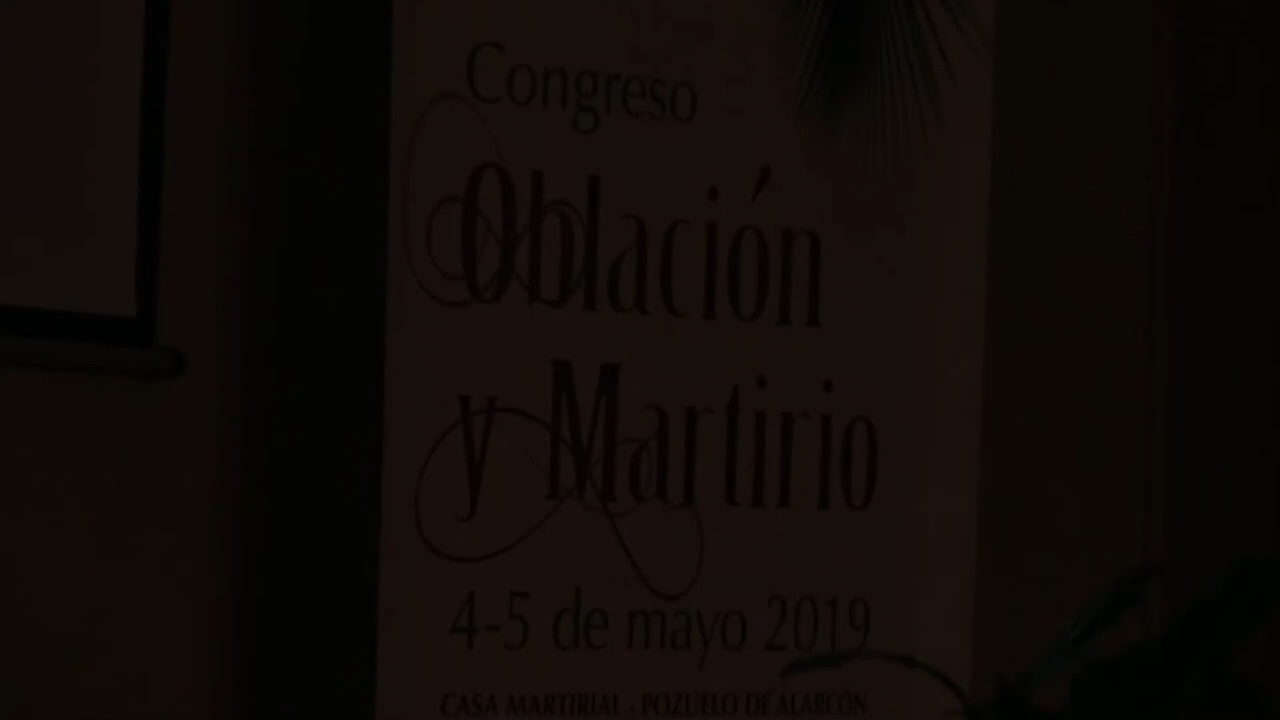 Congreso
Oblación
y Martirio
4-5 de mayo 2019
CASA MARTIRIAL - POZUELO DE ALARCÓN